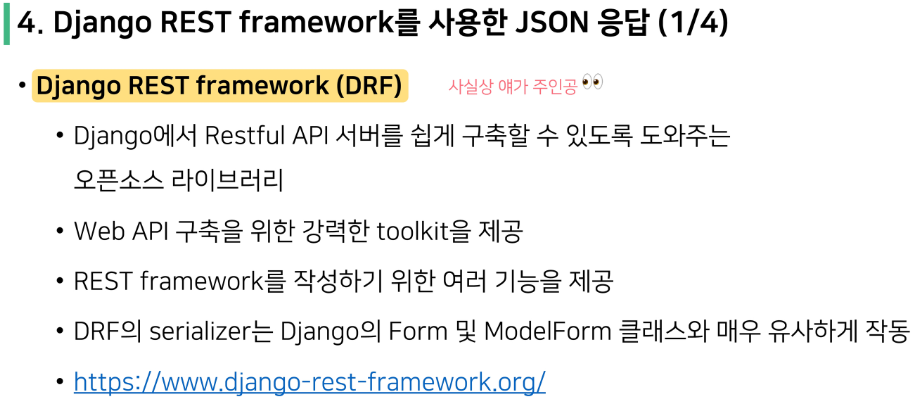 4. Django REST framework를 사용한 JSON 응답 (1/4)
• Django REST framework (DRF) 사실상 얘가 주인공 👀
• Django에서 Restful API 서버를 쉽게 구축할 수 있도록 도와주는
오픈소스 라이브러리
• Web API 구축을 위한 강력한 toolkit을 제공
• REST framework를 작성하기 위한 여러 기능을 제공
• DRF의 serializer는 Django의 Form 및 ModelForm 클래스와 매우 유사하게 작동
• https://www.django-rest-framework.org/